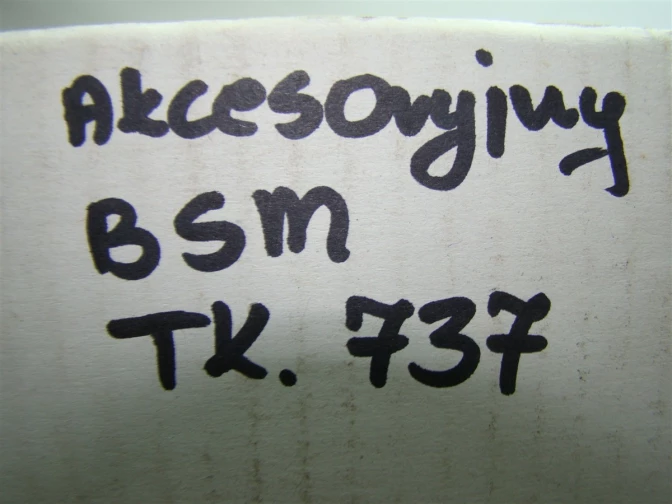 Akcesoryjny
BSM
TK. 737